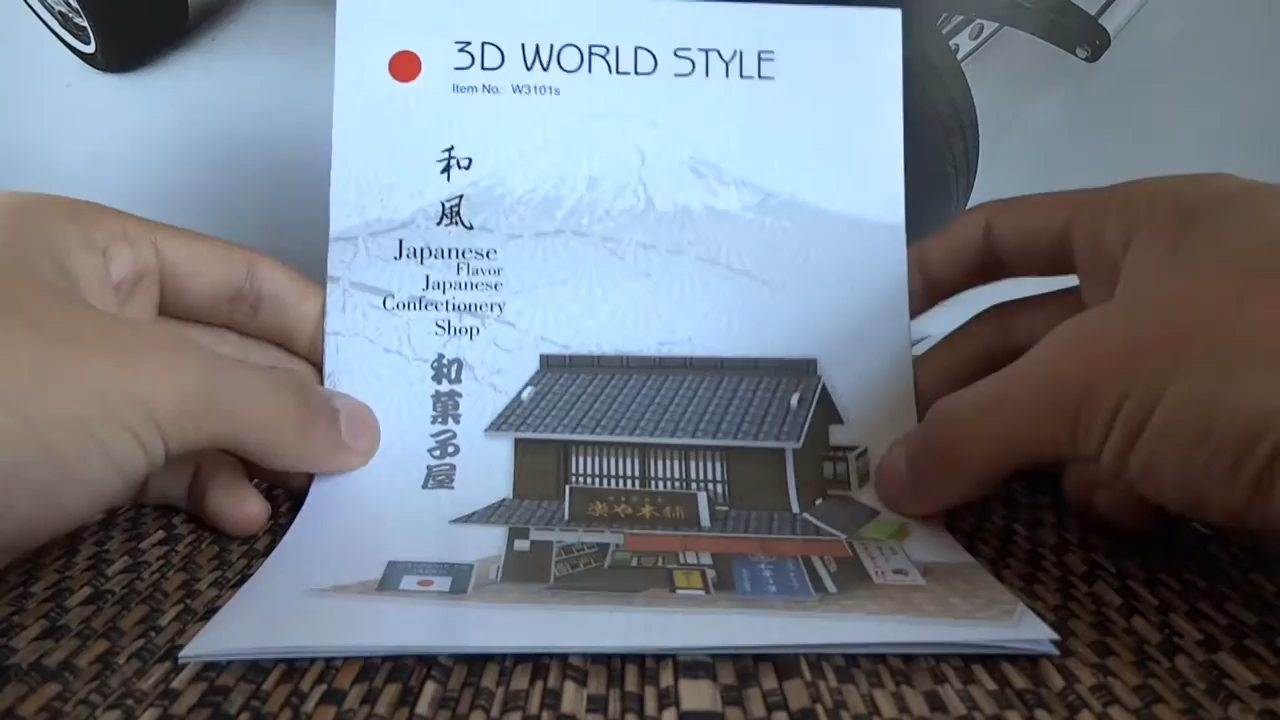 3D WORLD STYLE
Item No. W3101s
和
風
Japanese
Flavor
Japanese
Confectionery
Shop
和
菓
子
屋
楽や本舗